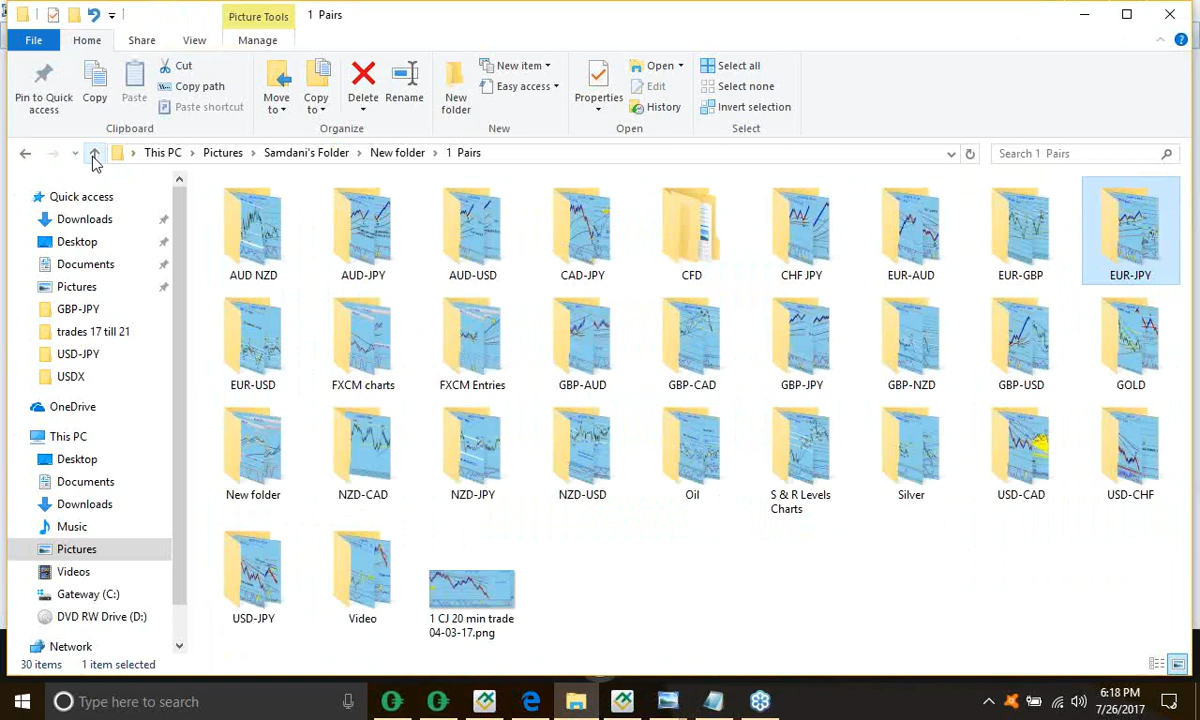 Picture Tools
1 Pairs
File
Home
Share
View
Manage
Pin to Quick
access
Copy
Paste
Cut
Copy path
Paste shortcut
Clipboard
Move
to
Copy
to
Delete
Rename
Organize
New
folder
New item
Easy access
New
Properties
Open
Edit
History
Open
Select all
Select none
Invert selection
Select
This PC
Pictures
Samdani's Folder
New folder
1 Pairs
Search 1 Pairs
Quick access
Downloads
Desktop
Documents
Pictures
GBP-JPY
trades 17 till 21
USD-JPY
USDX
OneDrive
This PC
Desktop
Documents
Downloads
Music
Pictures
Videos
Gateway (C:)
DVD RW Drive (D:)
Network
AUD NZD
AUD-JPY
AUD-USD
CAD-JPY
CFD
CHF JPY
EUR-AUD
EUR-GBP
EUR-JPY
EUR-USD
FXCM charts
FXCM Entries
GBP-AUD
GBP-CAD
GBP-JPY
GBP-NZD
GBP-USD
GOLD
New folder
NZD-CAD
NZD-JPY
NZD-USD
Oil
S & R Levels
Charts
Silver
USD-CAD
USD-CHF
USD-JPY
Video
1 CJ 20 min trade
04-03-17.png
30 items
1 item selected
Type here to search
6:18 PM
7/26/2017